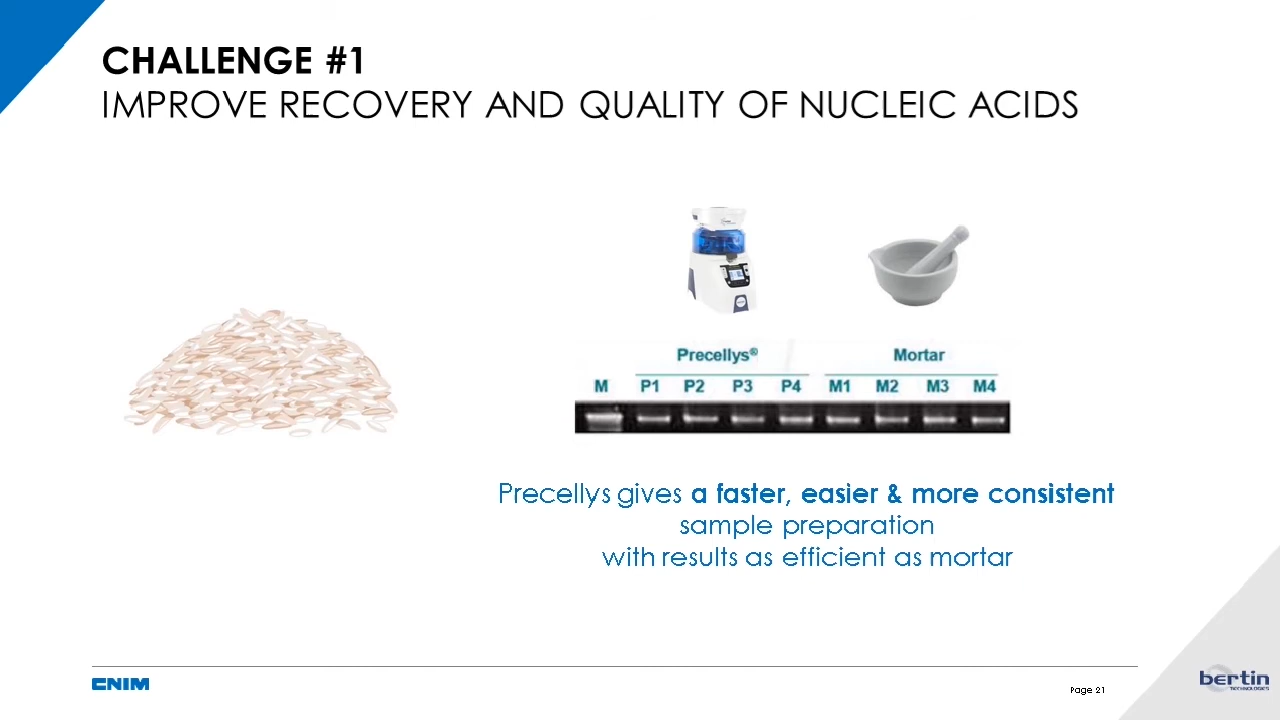 CHALLENGE #1
IMPROVE RECOVERY AND QUALITY OF NUCLEIC ACIDS
Precellys® Mortar
M P1 P2 P3 P4 M1 M2 M3 M4
Precellys gives a faster, easier & more consistent
sample preparation
with results as efficient as mortar
CNIM
Page 21
bertin
TECHNOLOGIES